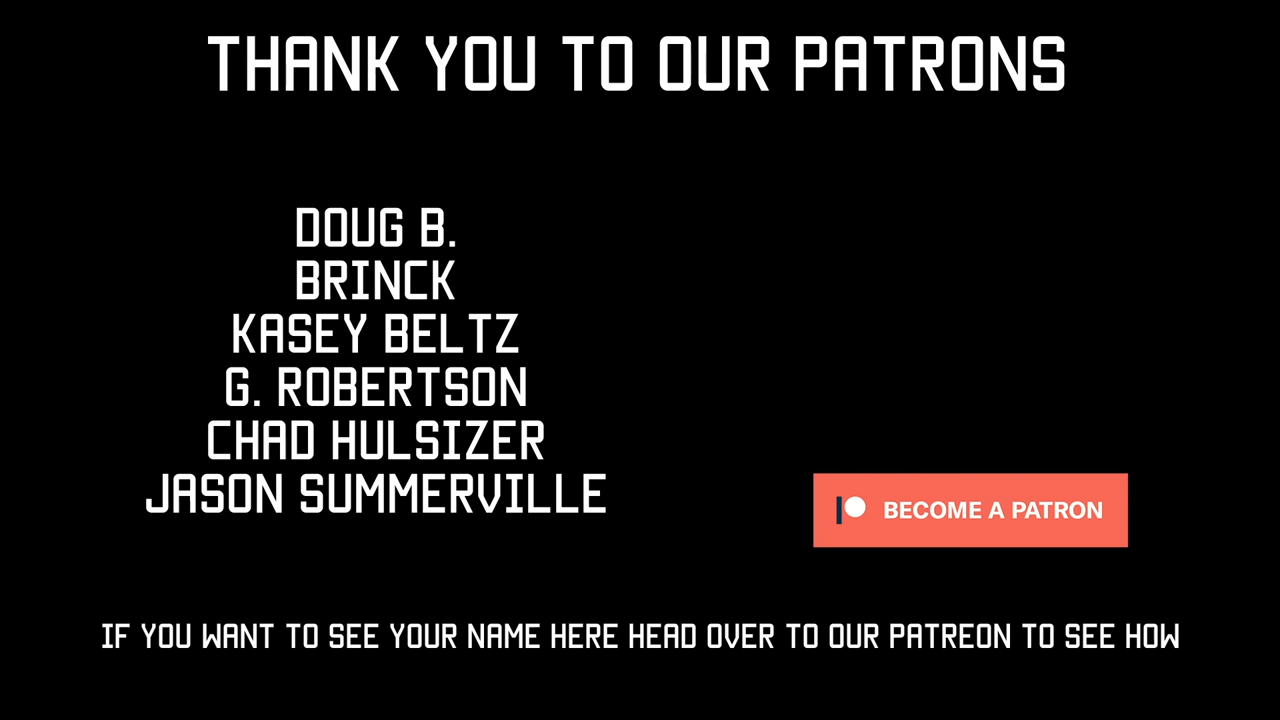 THANK YOU TO OUR PATRONS
DOUG B.
BRINCK
KASEY BELTZ
G. ROBERTSON
CHAD HULSIZER
JASON SUMMERVILLE
BECOME A PATRON
IF YOU WANT TO SEE YOUR NAME HERE HEAD OVER TO OUR PATREON TO SEE HOW